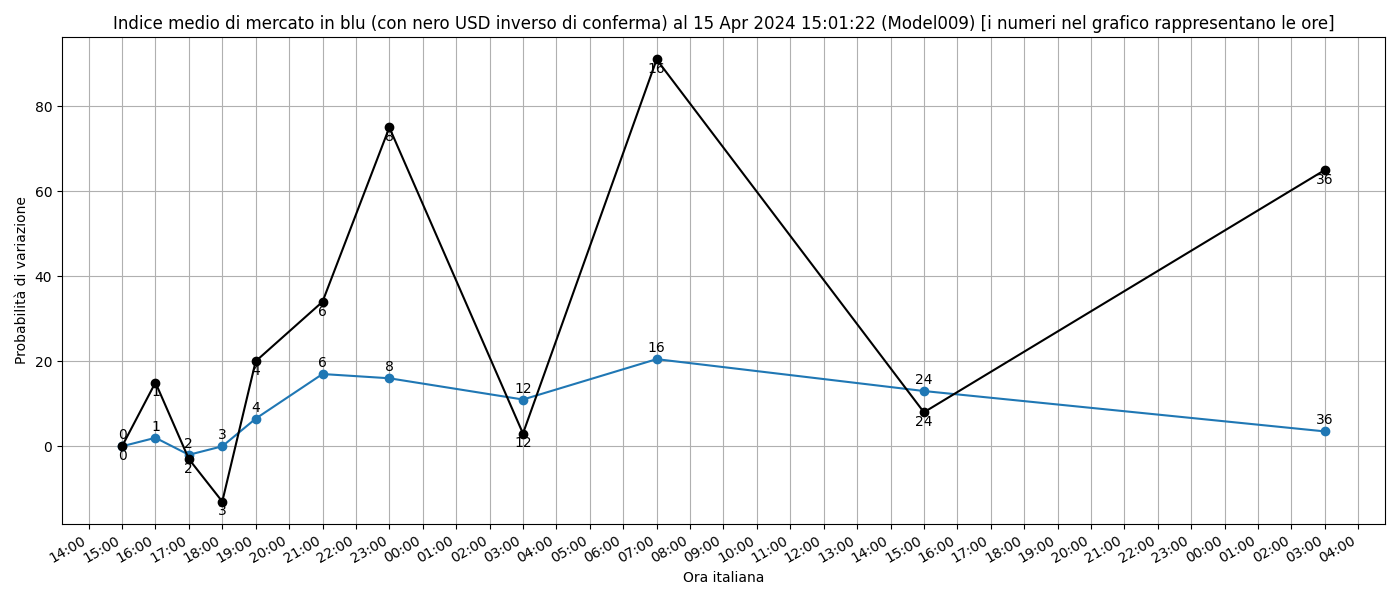 Indice medio di mercato in blu (con nero USD inverso di conferma) al 15 Apr 2024 15:01:22 (Model009) [i numeri nel grafico rappresentano le ore]
Probabilità di variazione
80
60
40
20
0
0 1 2 3 4 6 8 12 16 24 36
0 1 2 3 4 6 8 12 16 24 36
14:00 15:00 16:00 17:00 18:00 19:00 20:00 21:00 22:00 23:00 00:00 01:00 02:00 03:00 04:00 05:00 06:00 07:00 08:00 09:00 10:00 11:00 12:00 13:00 14:00 15:00 16:00 17:00 18:00 19:00 20:00 21:00 22:00 23:00 00:00 01:00 02:00 03:00 04:00
Ora italiana